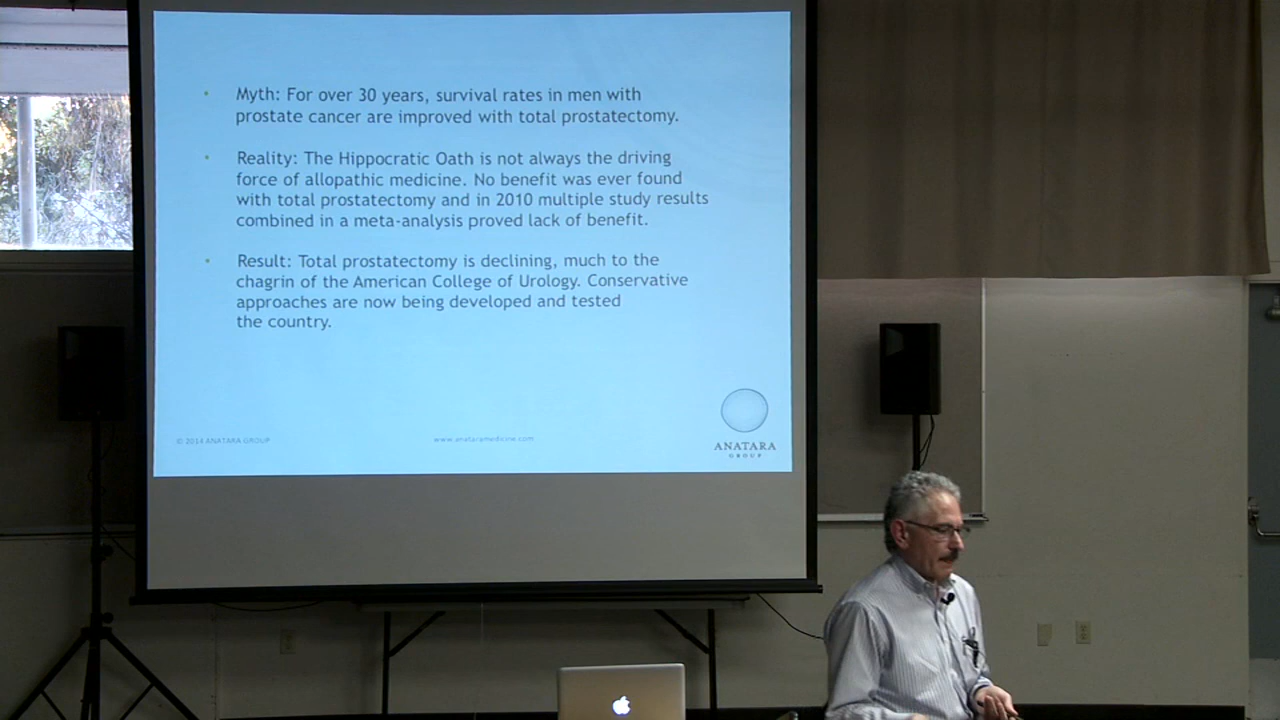 Myth: For over 30 years, survival rates in men with
prostate cancer are improved with total prostatectomy.
Reality: The Hippocratic Oath is not always the driving
force of allopathic medicine. No benefit was ever found
with total prostatectomy and in 2010 multiple study results
combined in a meta-analysis proved lack of benefit.
Result: Total prostatectomy is declining, much to the
chagrin of the American College of Urology. Conservative
approaches are now being developed and tested
the country.
© 2014 ANATARA GROUP
www.anataramedicine.com
ANATARA
GROUP